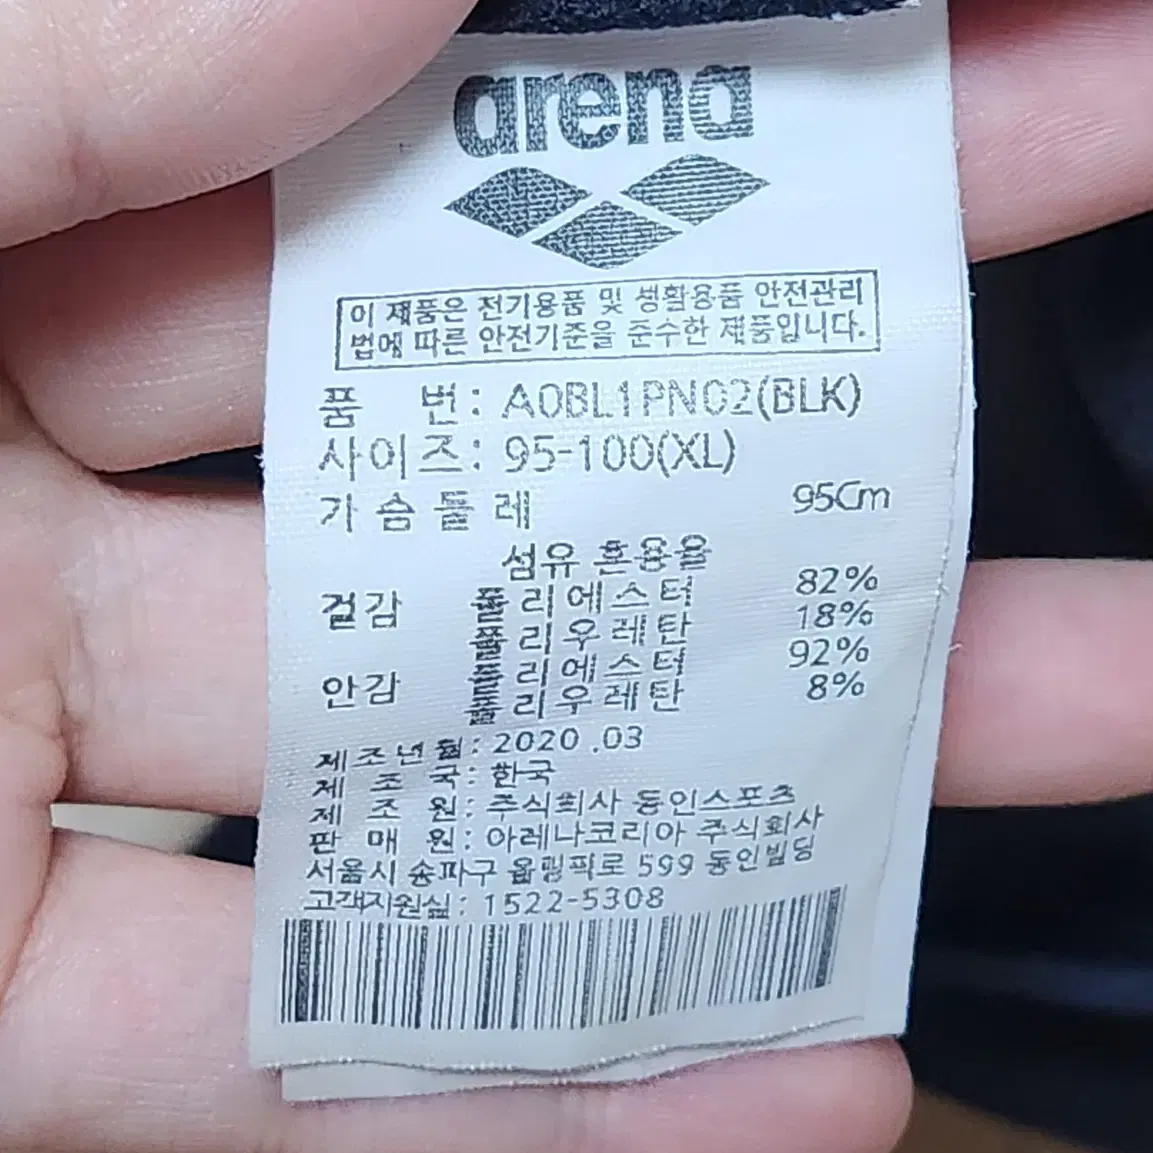 arena
이 제품은 전기용품 및 생활용품 안전관리
법에 따른 안전기준을 준수한 제품입니다.
품 번: A0BL1PN02(BLK)
사이즈: 95-100(XL)
가슴둘레 95Cm
섬유 혼용율
겉감 폴리에스터 82%
폴리우레탄 18%
안감 폴리에스터 92%
폴리우레탄 8%
제조년월: 2020.03
제 조 국: 한국
제 조 원: 주식회사 동인스포츠
판 매 원: 아레나코리아 주식회사
서울시 송파구 올림픽로 599 동인빌딩
고객지원실: 1522-5308